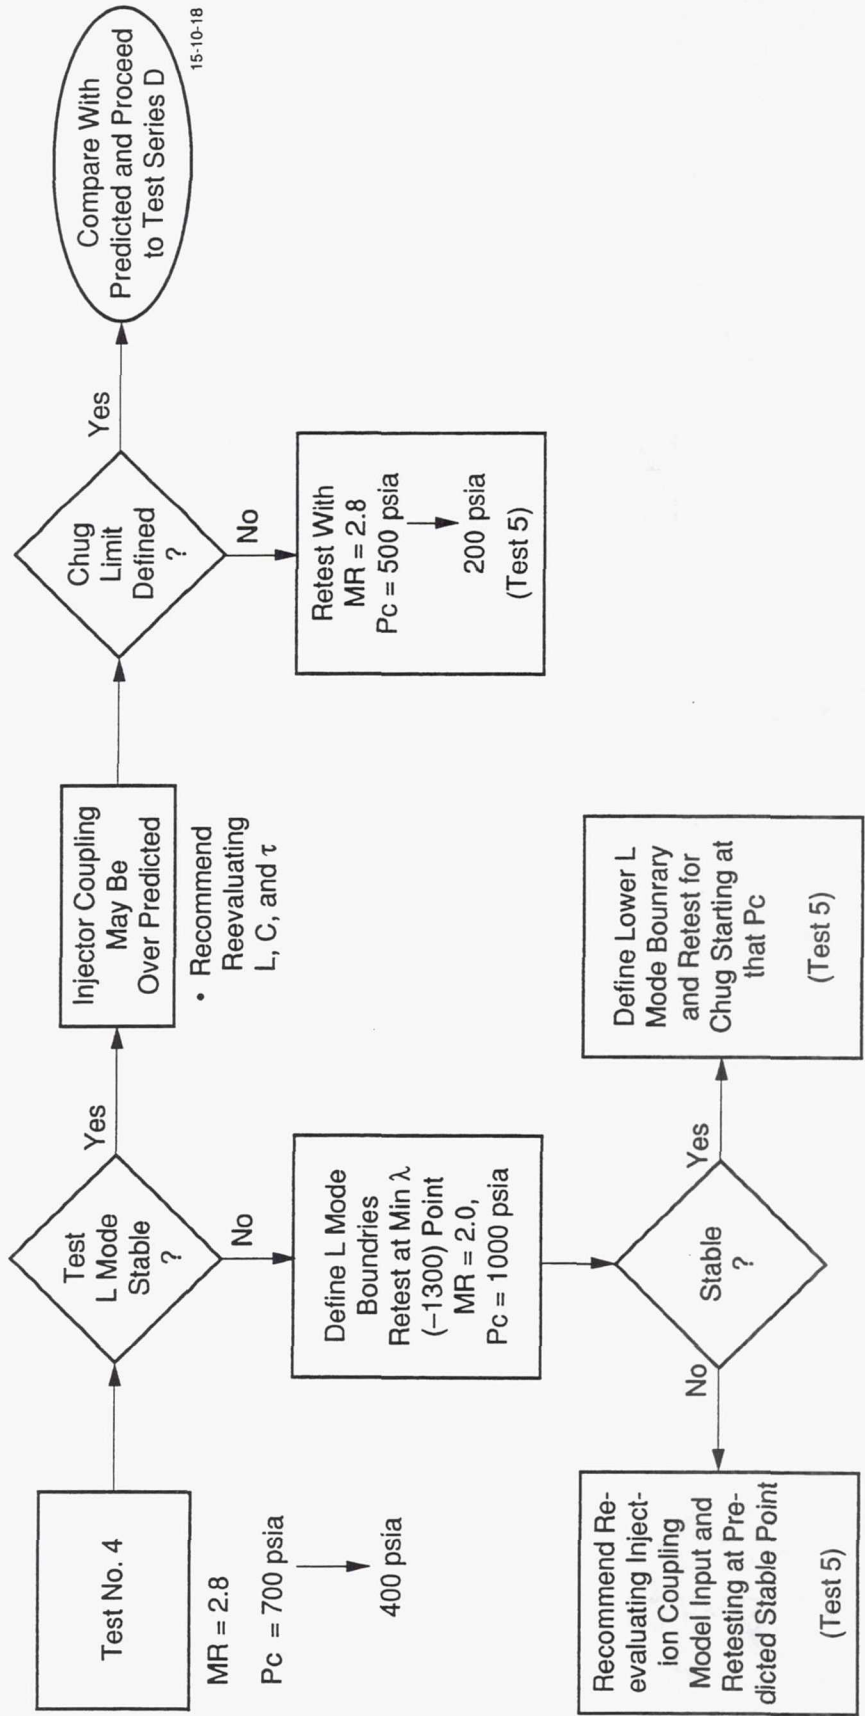 Test No. 4
MR = 2.8
Pc = 700 psia
400 psia
Test
L Mode
Stable
?
Yes
No
Injector Coupling
May Be
Over Predicted
• Recommend
Reevaluating
L, C, and τ
Chug
Limit
Defined
?
Yes
No
Compare With
Predicted and Proceed
to Test Series D
15-10-18
Retest With
MR = 2.8
Pc = 500 psia
200 psia
(Test 5)
Define L Mode
Boundries
Retest at Min λ
(–1300) Point
MR = 2.0,
Pc = 1000 psia
Stable
?
No
Yes
Recommend Re-
evaluating Inject-
ion Coupling
Model Input and
Retesting at Pre-
dicted Stable Point
(Test 5)
Define Lower L
Mode Bounrary
and Retest for
Chug Starting at
that Pc
(Test 5)